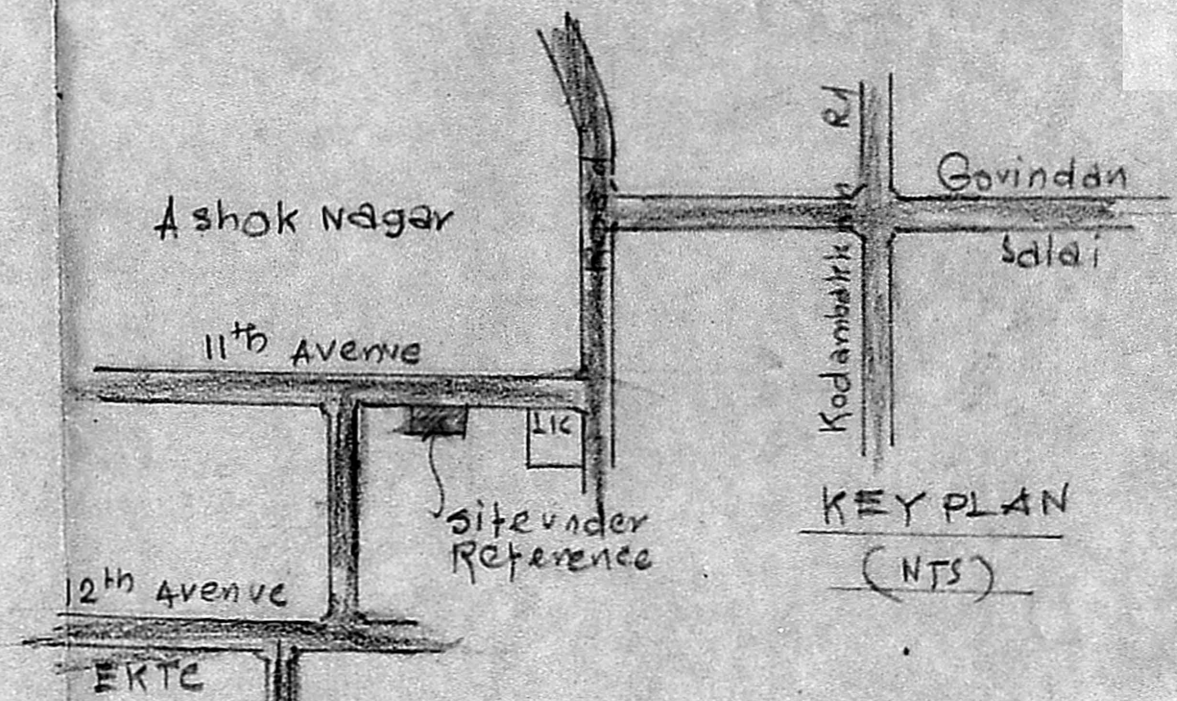 Kodambakkam Rd
Govindan
Salai
Ashok Nagar
11th Avenue
LIC
Site under
Reference
KEY PLAN
(NTS)
12th Avenue
EKTC